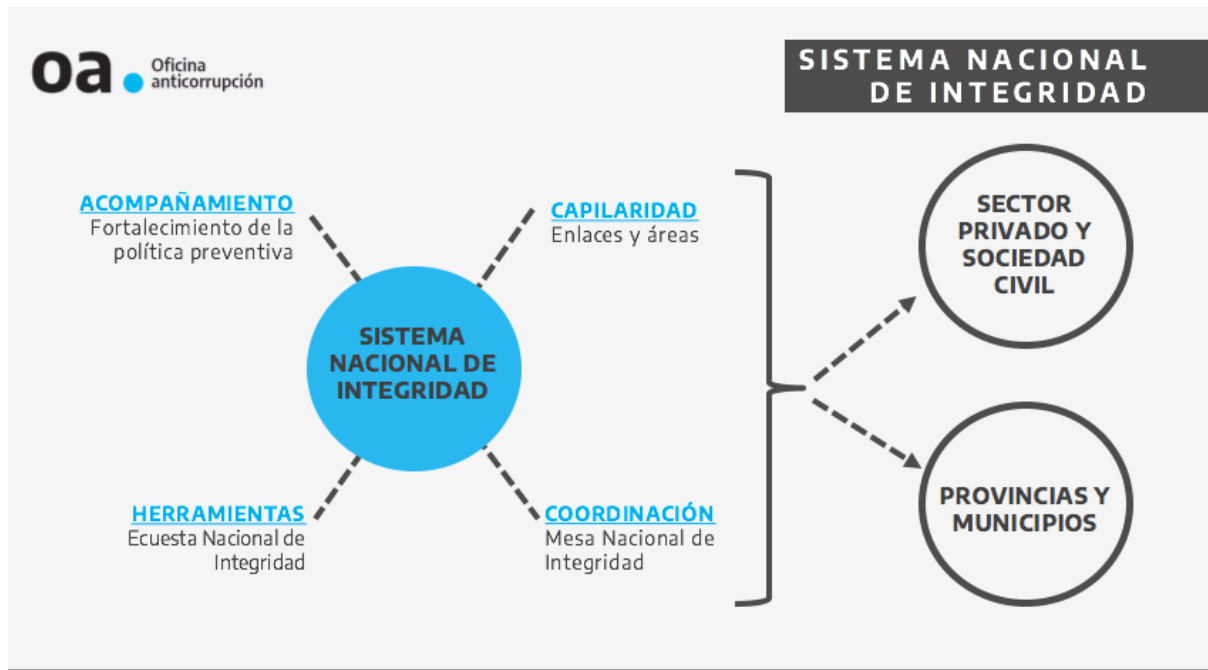 oa.
Oficina
anticorrupción
SISTEMA NACIONAL
DE INTEGRIDAD
ACOMPAÑAMIENTO
Fortalecimiento de la
política preventiva
CAPILARIDAD
Enlaces y áreas
SISTEMA
NACIONAL DE
INTEGRIDAD
HERRAMIENTAS
Ecuesta Nacional de
Integridad
COORDINACIÓN
Mesa Nacional de
Integridad
SECTOR
PRIVADO Y
SOCIEDAD
CIVIL
PROVINCIAS Y
MUNICIPIOS